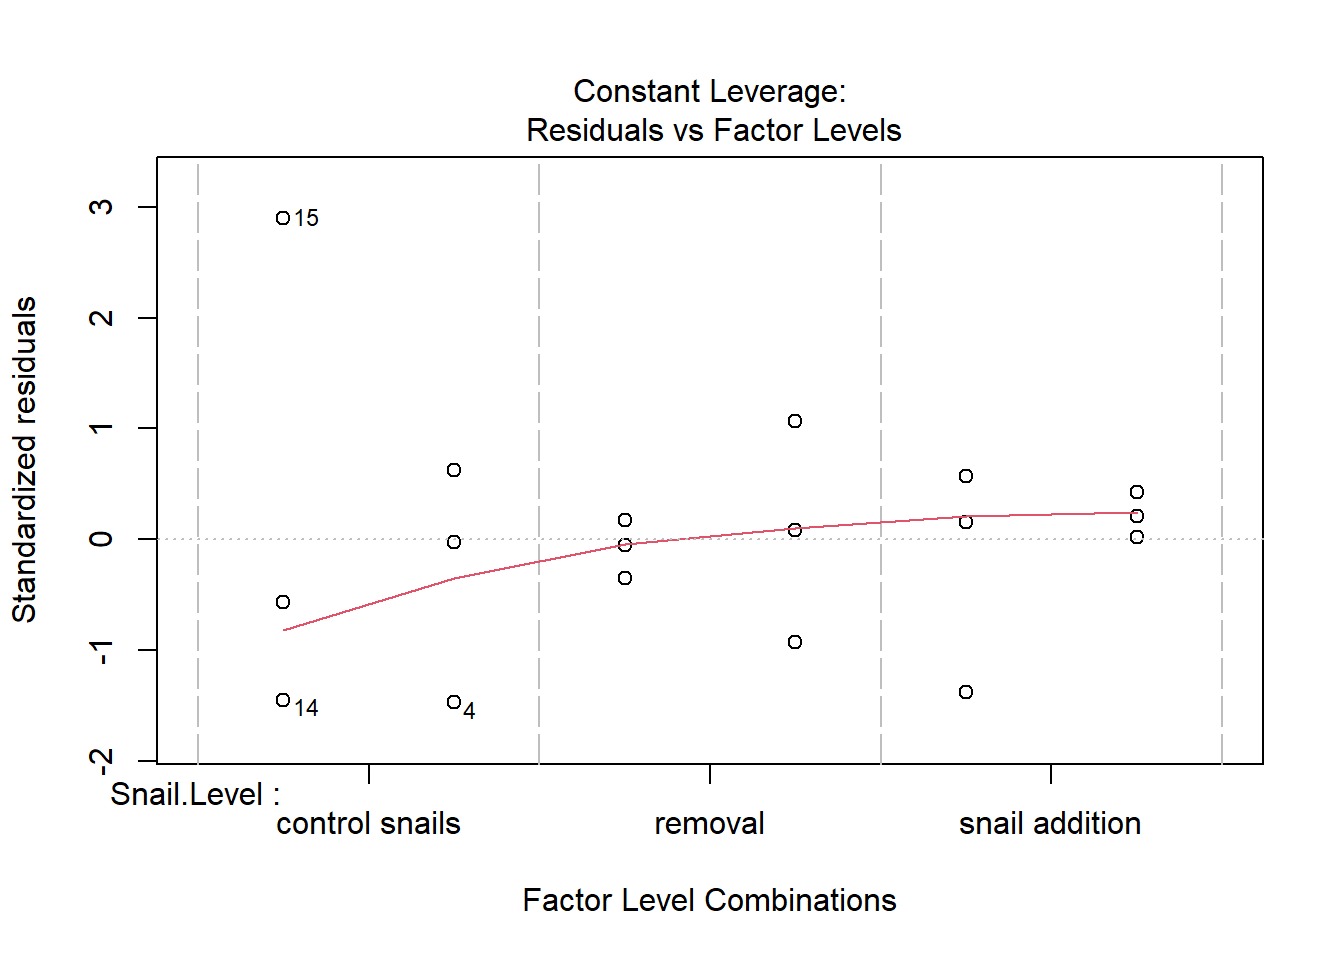 Constant Leverage:
Residuals vs Factor Levels
Standardized residuals
3
2
1
0
-1
-2
15
14
4
Snail.Level :
control snails
removal
snail addition
Factor Level Combinations